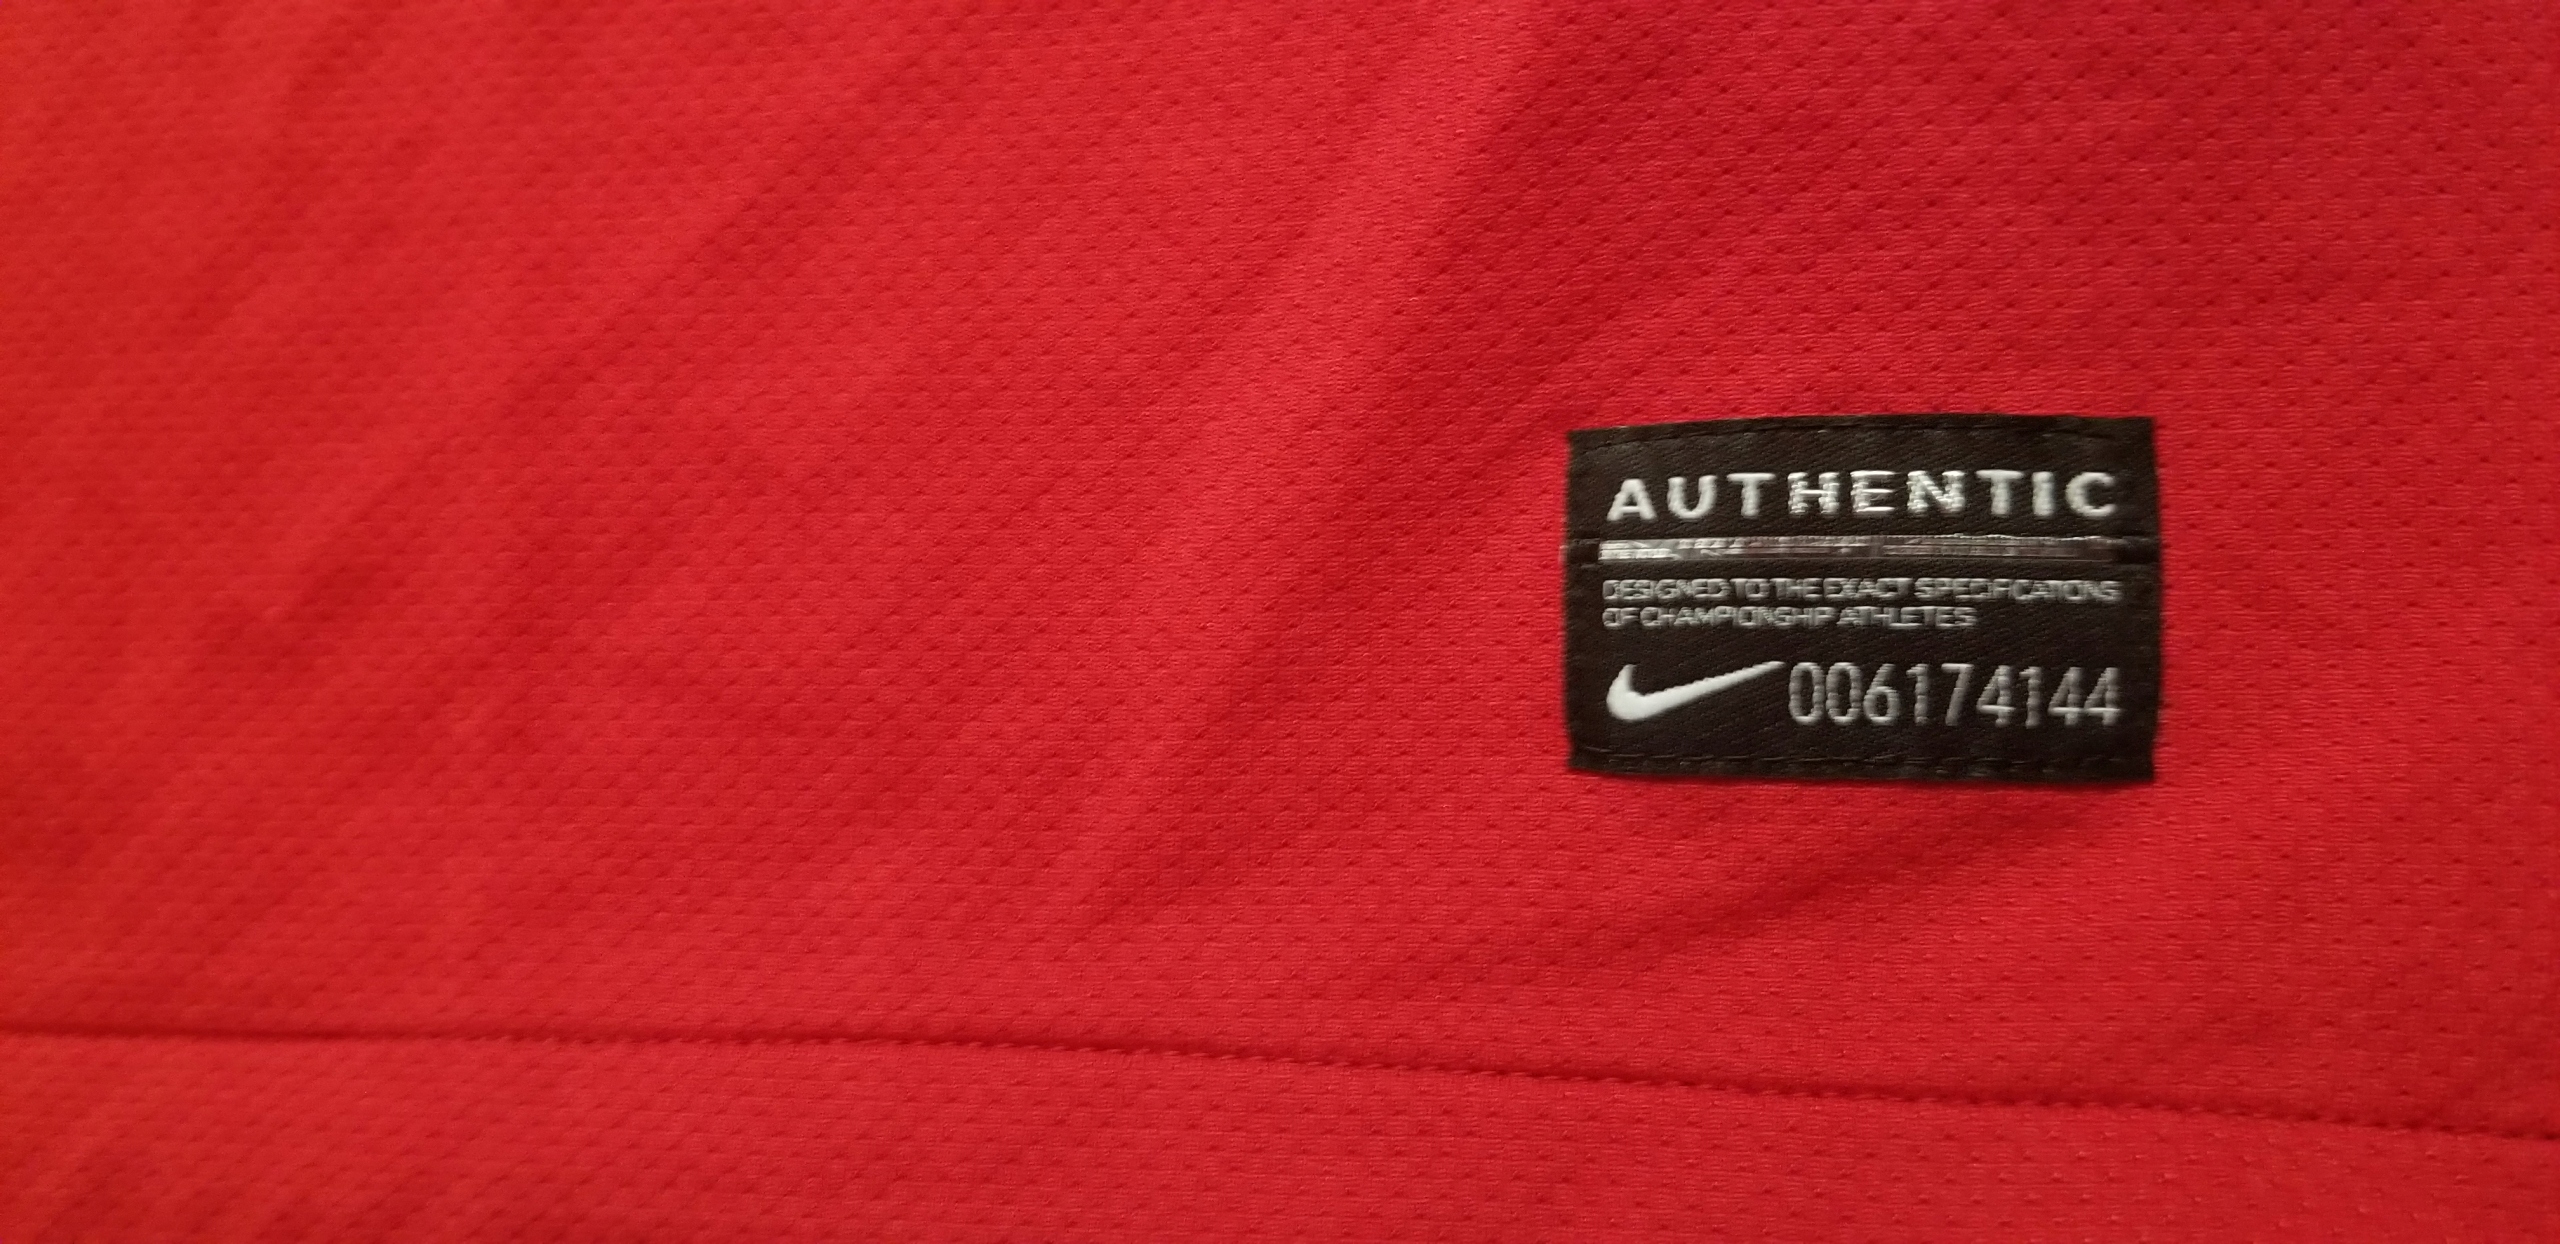 AUTHENTIC
DESIGNED TO THE EXACT SPECIFICATIONS
OF CHAMPIONSHIP ATHLETES
006174144